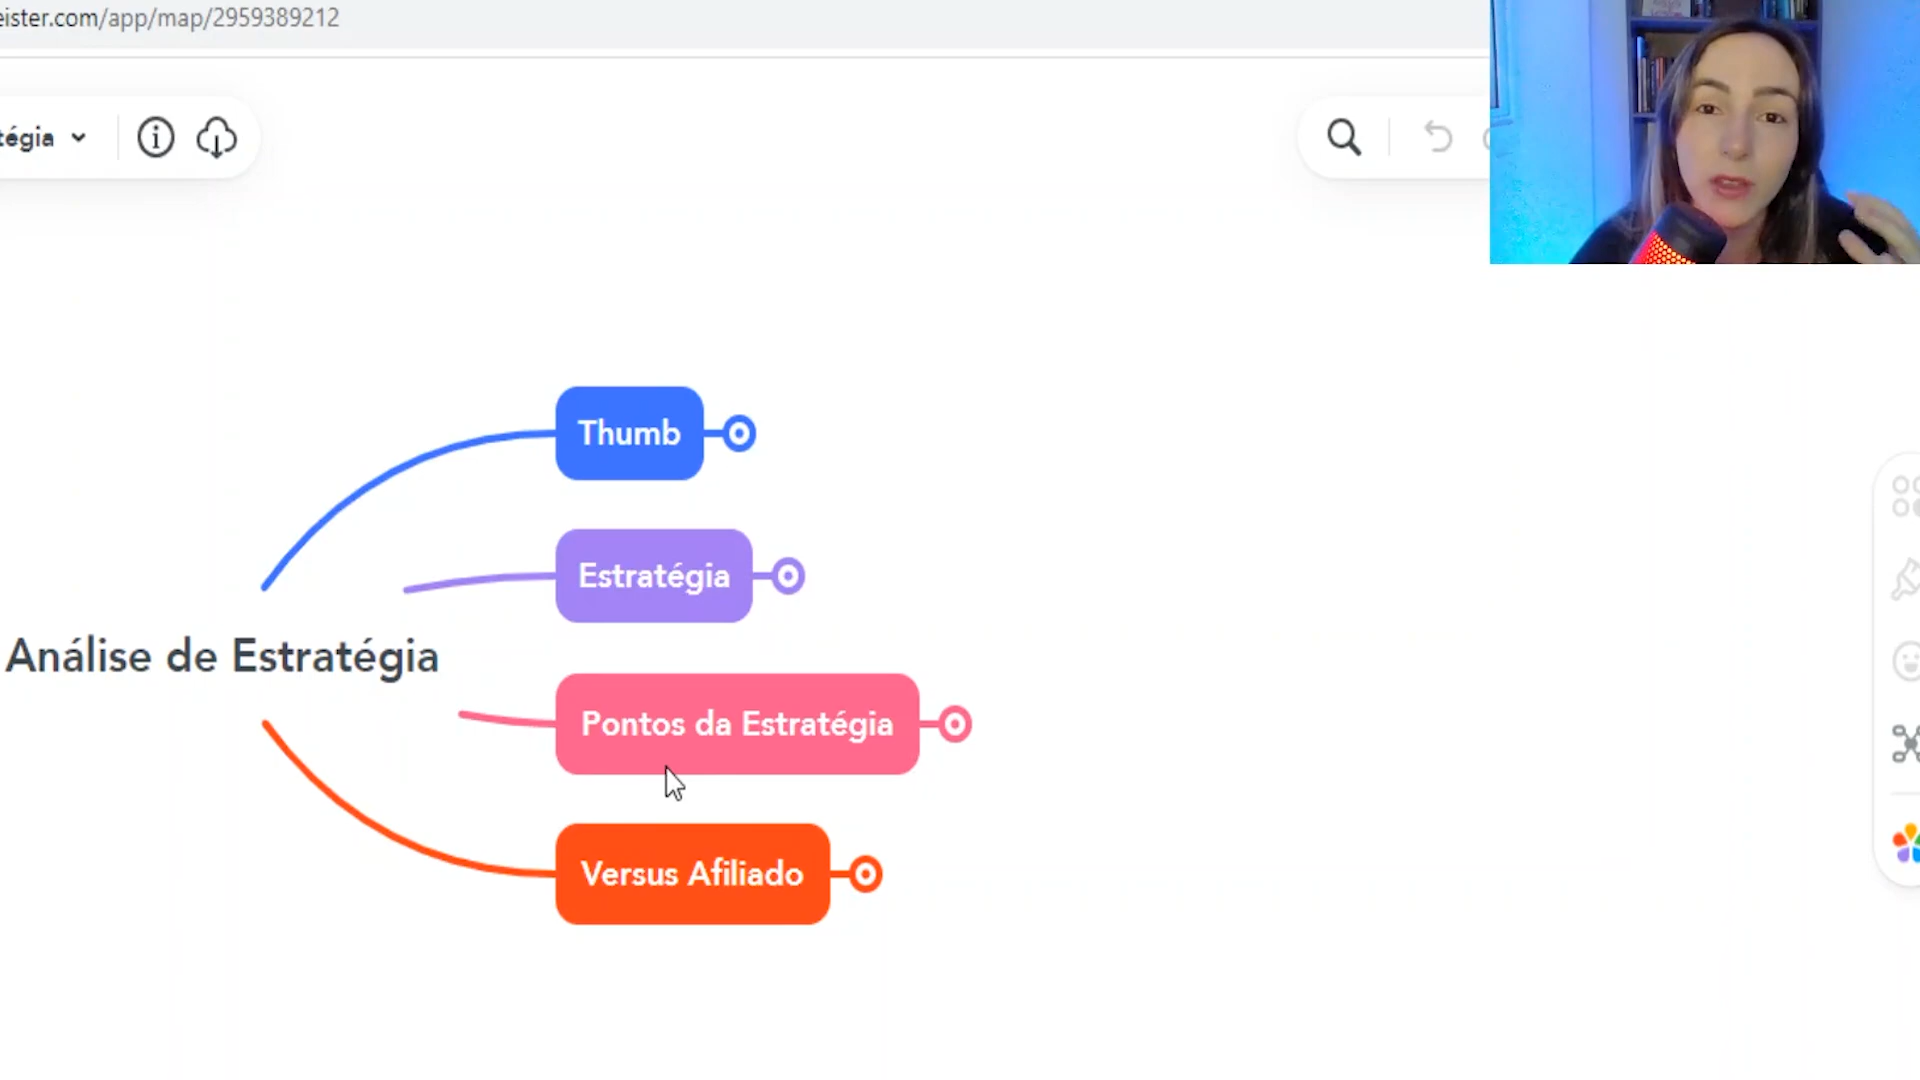 eister.com/app/map/2959389212
tégia
Thumb
Estratégia
Análise de Estratégia
Pontos da Estratégia
Versus Afiliado